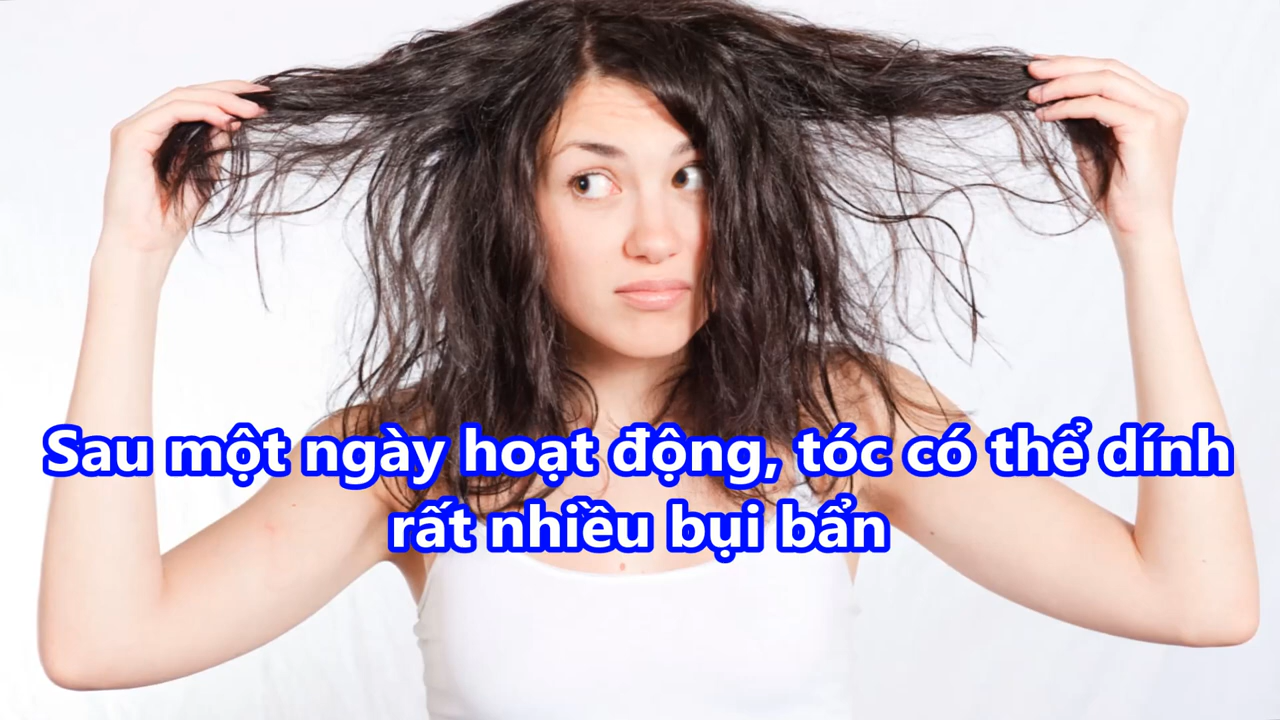 Sau một ngày hoạt động, tóc có thể dính
rất nhiều bụi bẩn